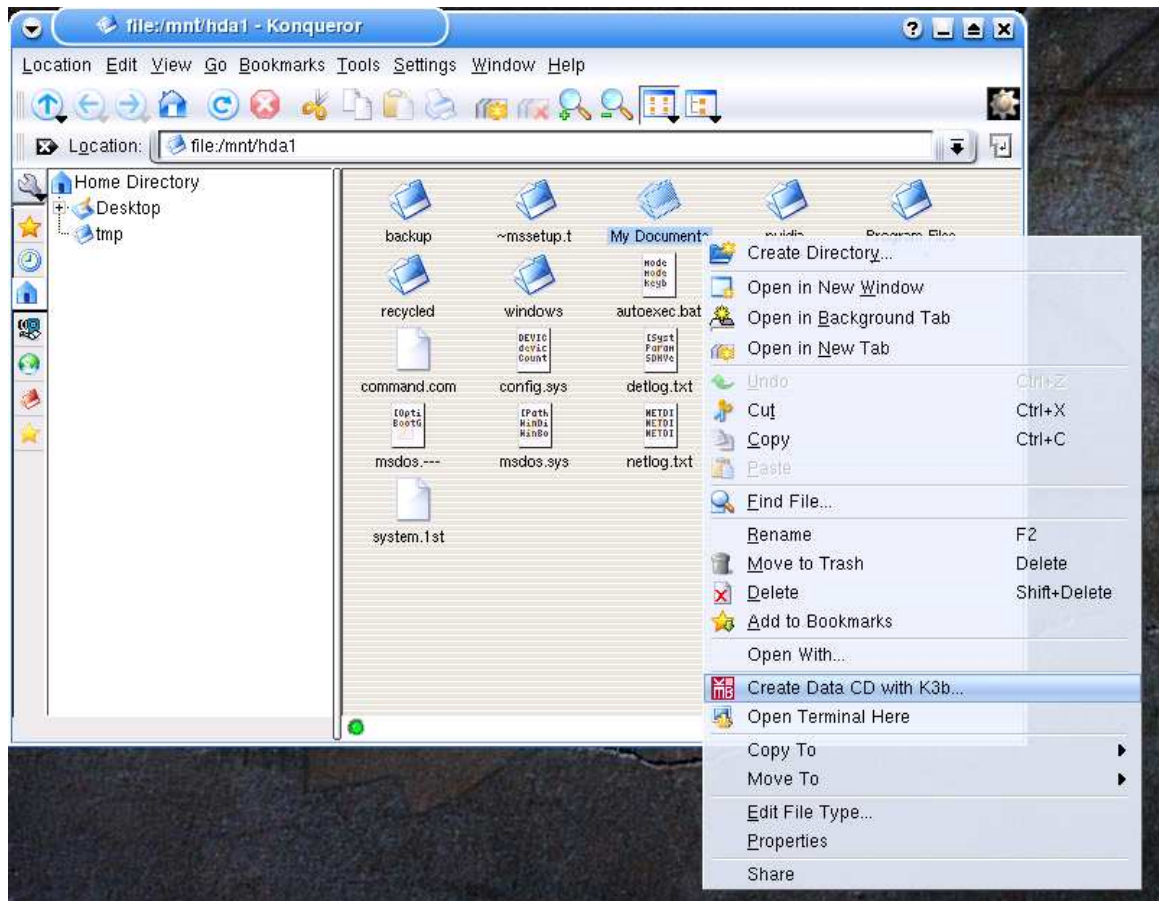 file:/mnt/hda1 - Konqueror
Location Edit View Go Bookmarks Tools Settings Window Help
Location: file:/mnt/hda1
Home Directory
Desktop
tmp
backup ~mssetup.t My Documents nvidia Program Files
recycled windows autoexec.bat
command.com config.sys detlog.txt
msdos.--- msdos.sys netlog.txt
system.1st
Create Directory...
Open in New Window
Open in Background Tab
Open in New Tab
Undo Ctrl+Z
Cut Ctrl+X
Copy Ctrl+C
Paste
Find File...
Rename F2
Move to Trash Delete
Delete Shift+Delete
Add to Bookmarks
Open With...
Create Data CD with K3b...
Open Terminal Here
Copy To
Move To
Edit File Type...
Properties
Share